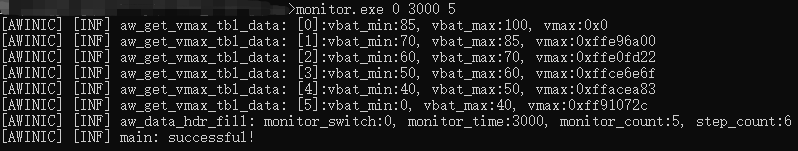 >monitor.exe 0 3000 5
[AWINIC] [INF] aw_get_vmax_tbl_data: [0]:vbat_min:85, vbat_max:100, vmax:0x0
[AWINIC] [INF] aw_get_vmax_tbl_data: [1]:vbat_min:70, vbat_max:85, vmax:0xffe96a00
[AWINIC] [INF] aw_get_vmax_tbl_data: [2]:vbat_min:60, vbat_max:70, vmax:0xffe0fd22
[AWINIC] [INF] aw_get_vmax_tbl_data: [3]:vbat_min:50, vbat_max:60, vmax:0xffce6e6f
[AWINIC] [INF] aw_get_vmax_tbl_data: [4]:vbat_min:40, vbat_max:50, vmax:0xffacea83
[AWINIC] [INF] aw_get_vmax_tbl_data: [5]:vbat_min:0, vbat_max:40, vmax:0xff91072c
[AWINIC] [INF] aw_data_hdr_fill: monitor_switch:0, monitor_time:3000, monitor_count:5, step_count:6
[AWINIC] [INF] main: successful!